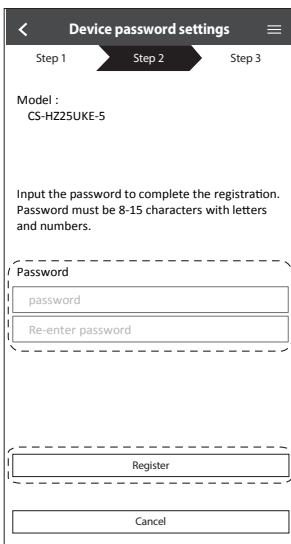 Device password settings
Step 1 Step 2 Step 3
Model :
CS-HZ25UKE-5
Input the password to complete the registration.
Password must be 8-15 characters with letters
and numbers.
Password
password
Re-enter password
Register
Cancel